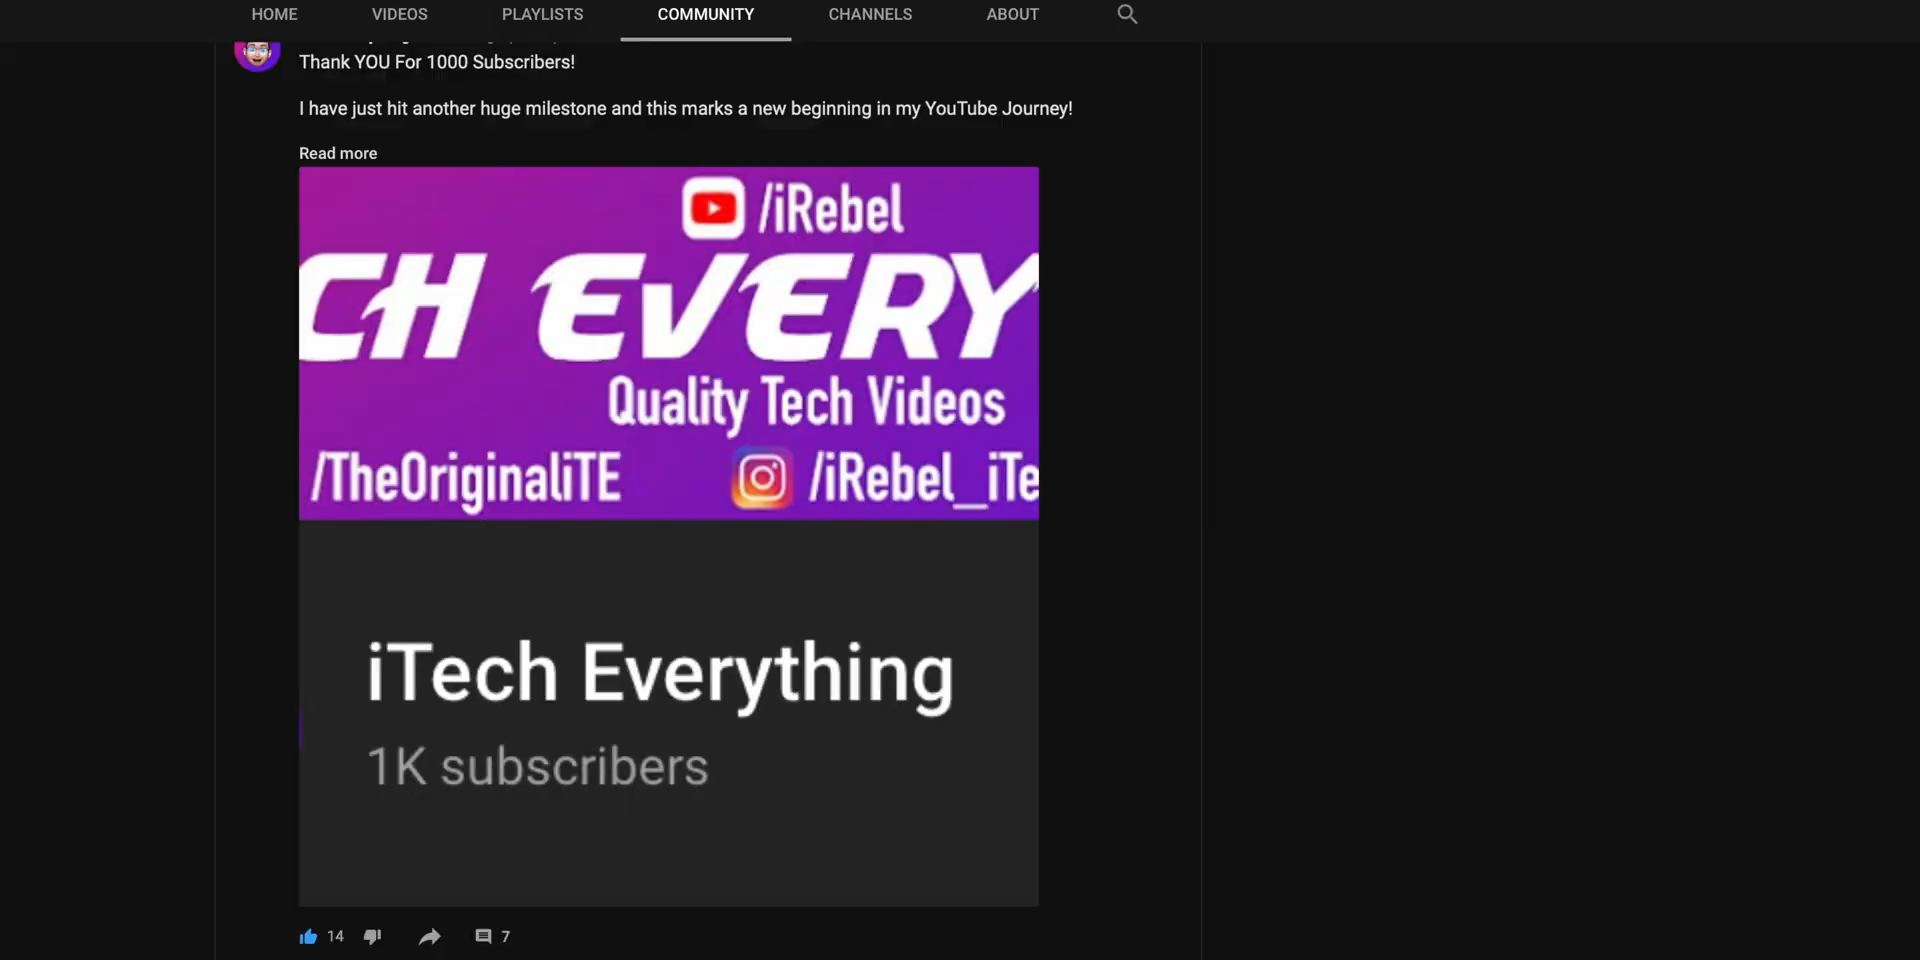 HOME VIDEOS PLAYLISTS COMMUNITY CHANNELS ABOUT
Thank YOU For 1000 Subscribers!
I have just hit another huge milestone and this marks a new beginning in my YouTube Journey!
Read more
/iRebel
CH EVERY
Quality Tech Videos
/TheOriginaliTE /iRebel_iTe
iTech Everything
1K subscribers
14 7